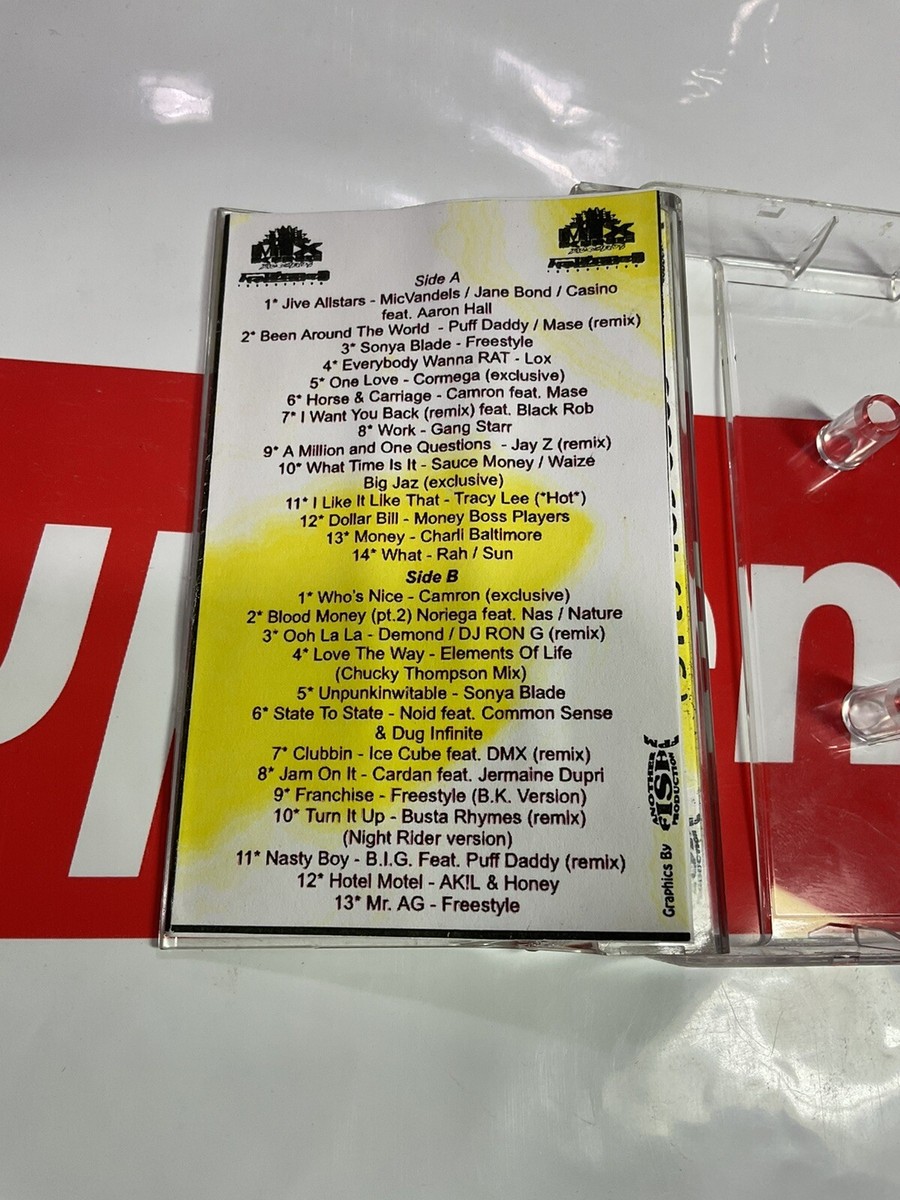 MIX
MIX
Side A
1* Jive Allstars - MicVandels / Jane Bond / Casino
feat. Aaron Hall
2* Been Around The World - Puff Daddy / Mase (remix)
3* Sonya Blade - Freestyle
4* Everybody Wanna RAT - Lox
5* One Love - Cormega (exclusive)
6* Horse & Carriage - Camron feat. Mase
7* I Want You Back (remix) feat. Black Rob
8* Work - Gang Starr
9* A Million and One Questions - Jay Z (remix)
10* What Time Is It - Sauce Money / Waize
Big Jaz (exclusive)
11* I Like It Like That - Tracy Lee (*Hot*)
12* Dollar Bill - Money Boss Players
13* Money - Charli Baltimore
14* What - Rah / Sun
Side B
1* Who's Nice - Camron (exclusive)
2* Blood Money (pt.2) Noriega feat. Nas / Nature
3* Ooh La La - Demond / DJ RON G (remix)
4* Love The Way - Elements Of Life
(Chucky Thompson Mix)
5* Unpunkinwitable - Sonya Blade
6* State To State - Noid feat. Common Sense
& Dug Infinite
7* Clubbin - Ice Cube feat. DMX (remix)
8* Jam On It - Cardan feat. Jermaine Dupri
9* Franchise - Freestyle (B.K. Version)
10* Turn It Up - Busta Rhymes (remix)
(Night Rider version)
11* Nasty Boy - B.I.G. Feat. Puff Daddy (remix)
12* Hotel Motel - AK!L & Honey
13* Mr. AG - Freestyle
Graphics By
ANOTHER
FISH
PRODUCTION